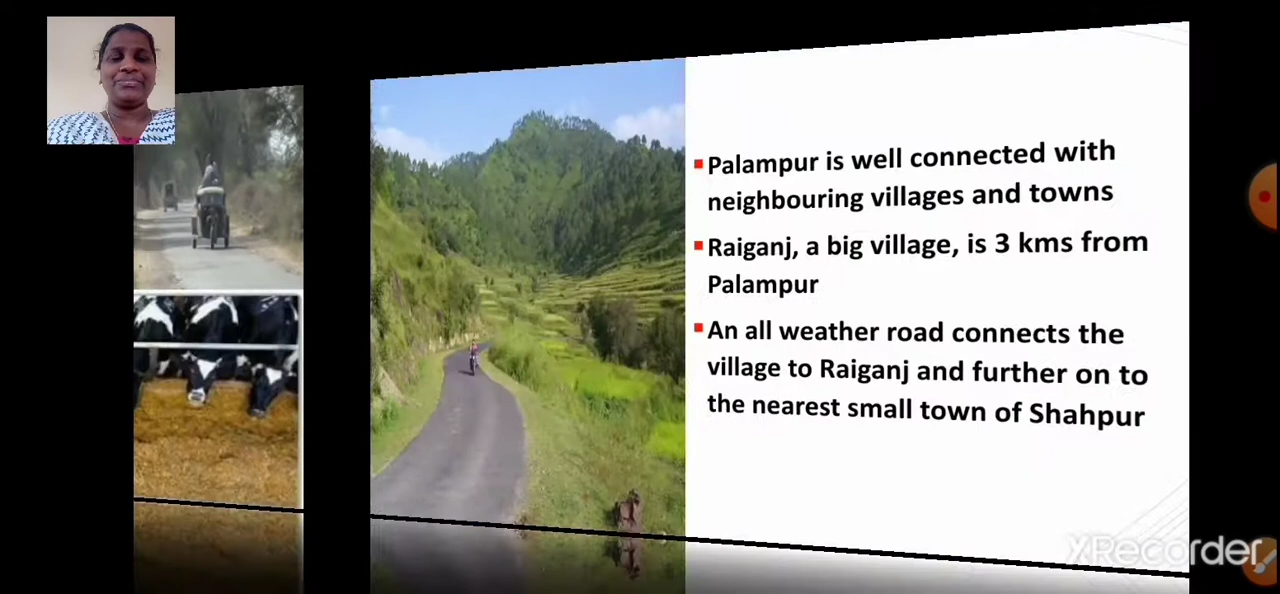 Palampur is well connected with
neighbouring villages and towns
Raiganj, a big village, is 3 kms from
Palampur
An all weather road connects the
village to Raiganj and further on to
the nearest small town of Shahpur
XRecorder